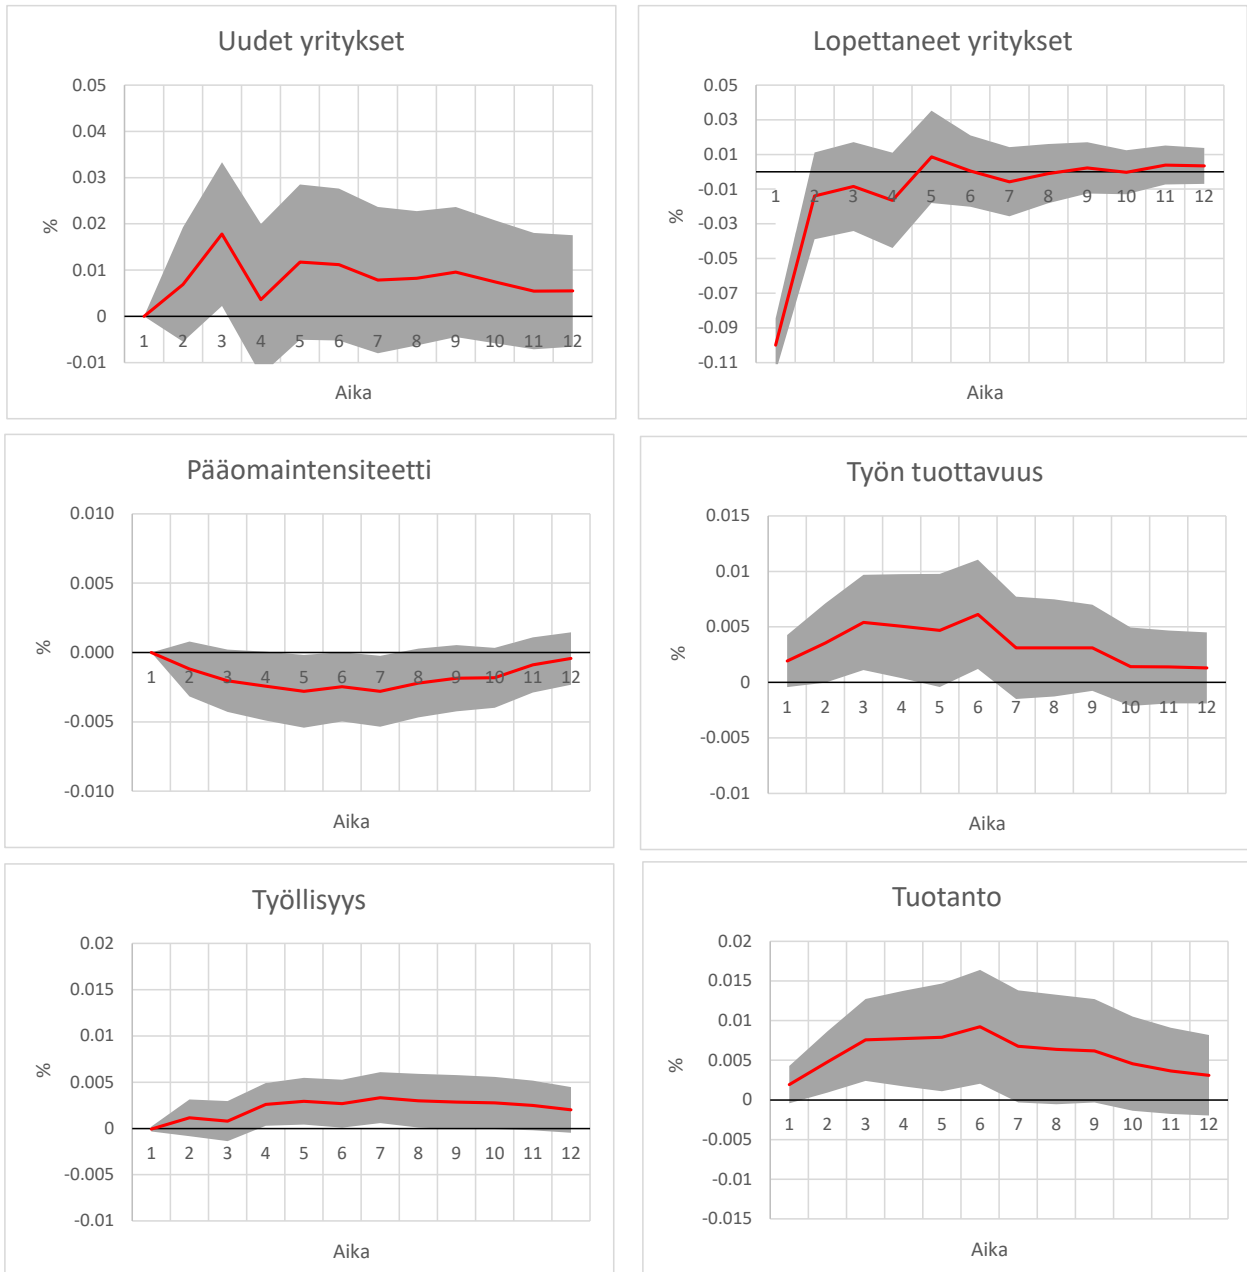 Uudet yritykset
0.05
0.04
0.03
0.02
0.01
0
-0.01
%
1 2 3 4 5 6 7 8 9 10 11 12
Aika
Lopettaneet yritykset
0.05
0.03
0.01
-0.01
-0.03
-0.05
-0.07
-0.09
-0.11
%
1 2 3 4 5 6 7 8 9 10 11 12
Aika
Pääomaintensiteetti
0.010
0.005
0.000
-0.005
-0.010
%
1 2 3 4 5 6 7 8 9 10 11 12
Aika
Työn tuottavuus
0.015
0.01
0.005
0
-0.005
-0.01
%
1 2 3 4 5 6 7 8 9 10 11 12
Aika
Työllisyys
0.02
0.015
0.01
0.005
0
-0.005
-0.01
%
1 2 3 4 5 6 7 8 9 10 11 12
Aika
Tuotanto
0.02
0.015
0.01
0.005
0
-0.005
-0.01
-0.015
%
1 2 3 4 5 6 7 8 9 10 11 12
Aika